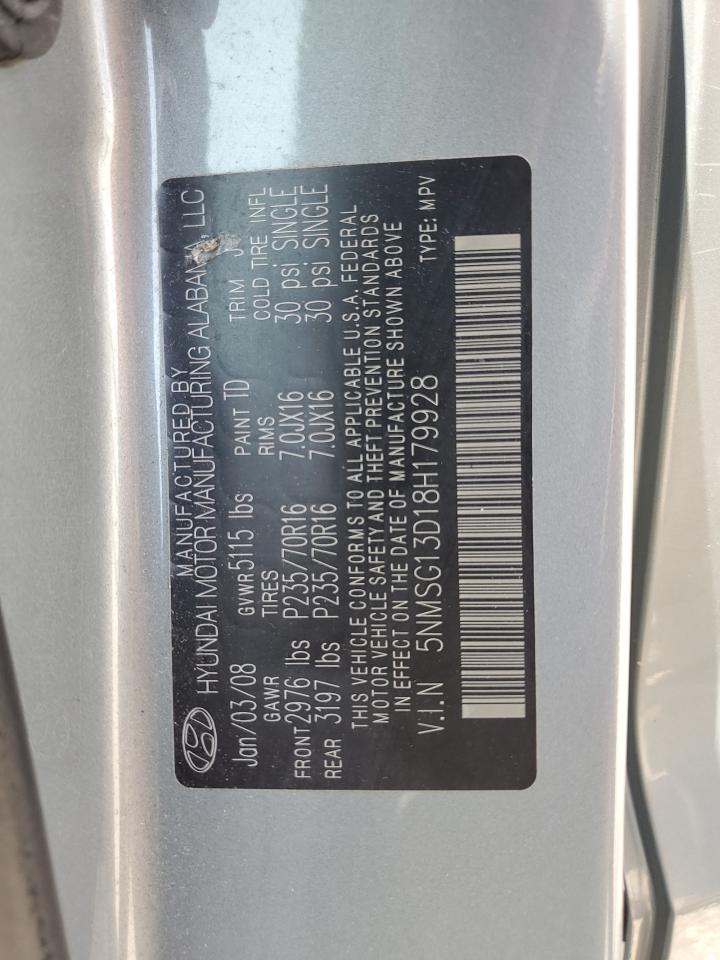 MANUFACTURED BY
HYUNDAI MOTOR MANUFACTURING ALABAMA, LLC
Jan/03/08 GVWR 5115 lbs PAINT TD TRIM J
GAWR TIRES RIMS COLD TIRE INFL
FRONT 2976 lbs P235/70R16 7.0JX16 30 psi SINGLE
REAR 3197 lbs P235/70R16 7.0JX16 30 psi SINGLE
THIS VEHICLE CONFORMS TO ALL APPLICABLE U.S.A. FEDERAL
MOTOR VEHICLE SAFETY AND THEFT PREVENTION STANDARDS
IN EFFECT ON THE DATE OF MANUFACTURE SHOWN ABOVE
V.I.N 5NMSG13D18H179928 TYPE: MPV